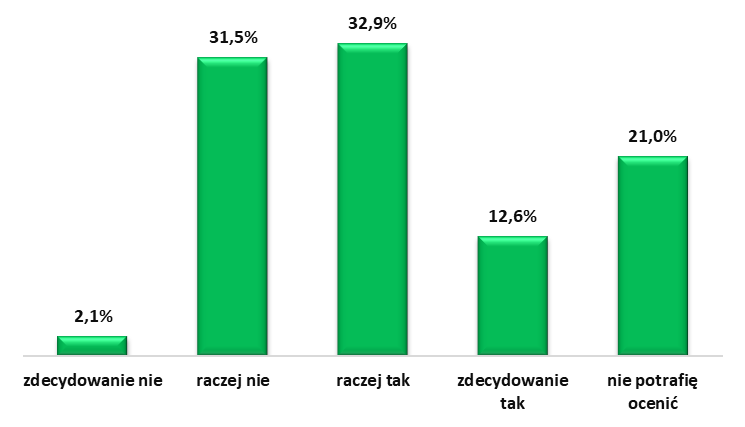 32,9%
31,5%
21,0%
12,6%
2,1%
zdecydowanie nie
raczej nie
raczej tak
zdecydowanie
tak
nie potrafię
ocenić